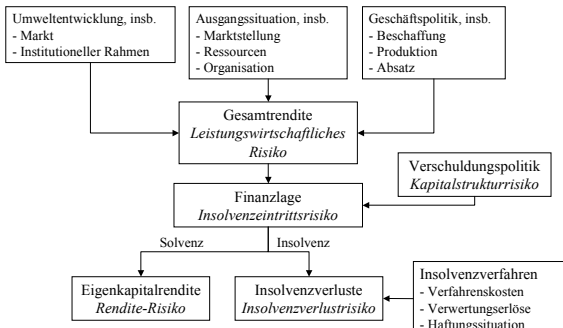 Umweltentwicklung, insb.
- Markt
- Institutioneller Rahmen
Ausgangssituation, insb.
- Marktstellung
- Ressourcen
- Organisation
Geschäftspolitik, insb.
- Beschaffung
- Produktion
- Absatz
Gesamtrendite
Leistungswirtschaftliches
Risiko
Verschuldungspolitik
Kapitalstrukturrisiko
Finanzlage
Insolvenzeintrittsrisiko
Solvenz
Insolvenz
Eigenkapitalrendite
Rendite-Risiko
Insolvenzverluste
Insolvenzverlustrisiko
Insolvenzverfahren
- Verfahrenskosten
- Verwertungserlöse
- Haftungssituation